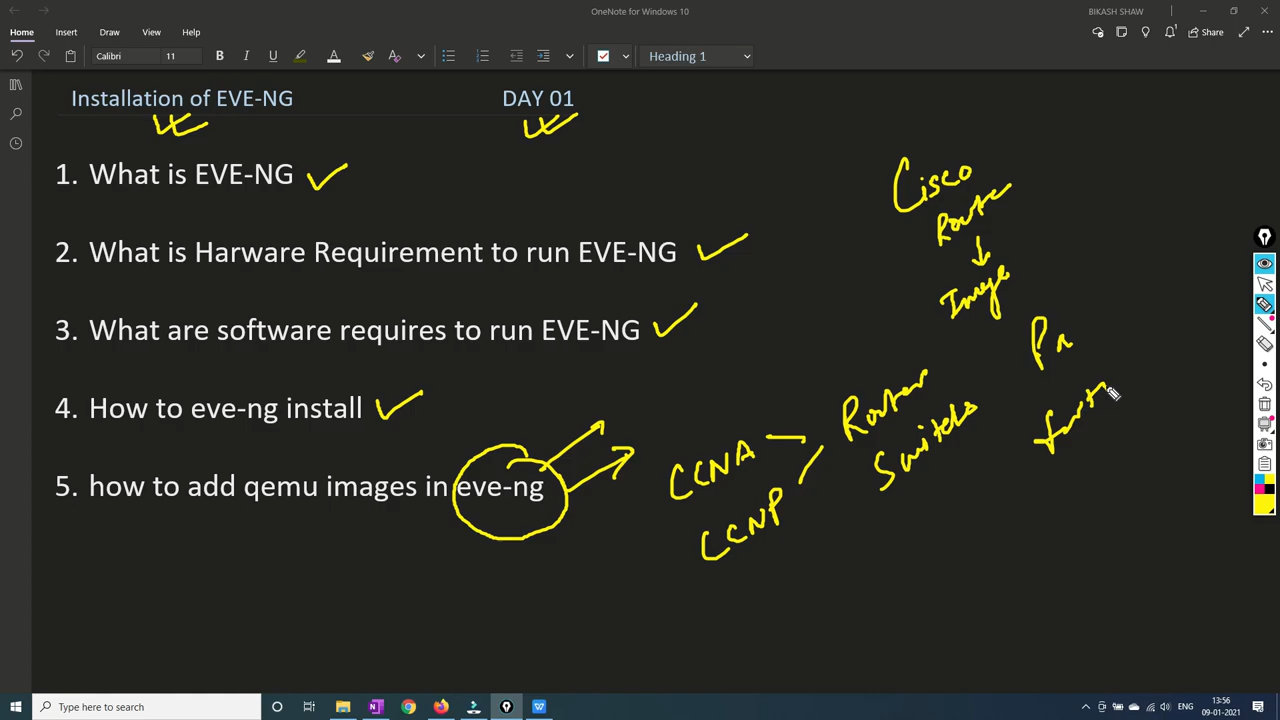 OneNote for Windows 10
BIKASH SHAW
Home Insert Draw View Help
Share
Calibri 11 B I U A Heading 1
Installation of EVE-NG DAY 01
1. What is EVE-NG
2. What is Harware Requirement to run EVE-NG
3. What are software requires to run EVE-NG
4. How to eve-ng install
5. how to add qemu images in eve-ng
Cisco
Router
Image
Pa
CCNA
CCNP
Router
Switch
Type here to search
ENG
13:56
09-01-2021